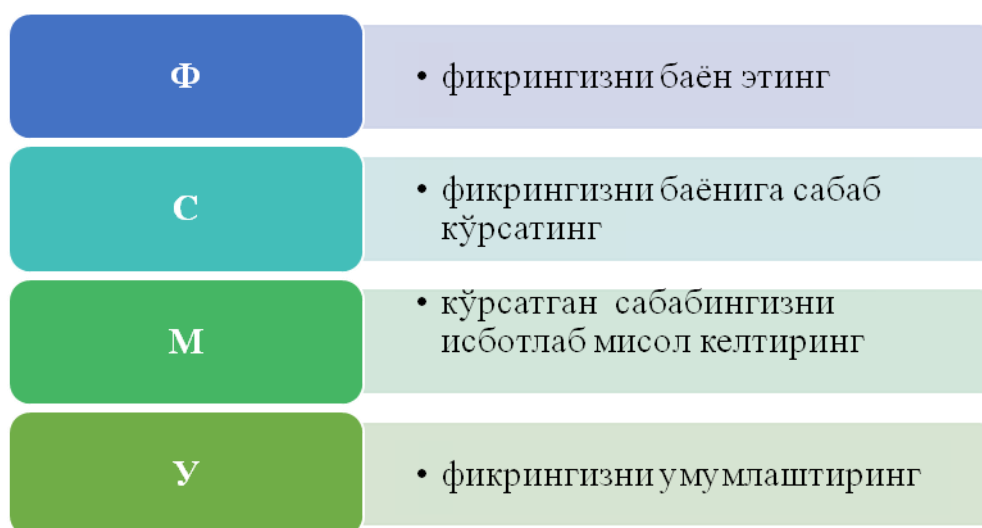 Ф
• фикрингизни баён этинг
С
• фикрингизни баёнига сабаб
кўрсатинг
М
• кўрсатган сабабингизни
исботлаб мисол келтиринг
У
• фикрингизни умумлаштиринг